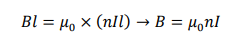 𝐵𝑙 = 𝜇₀ × (𝑛𝐼𝑙) → 𝐵 = 𝜇₀𝑛𝐼